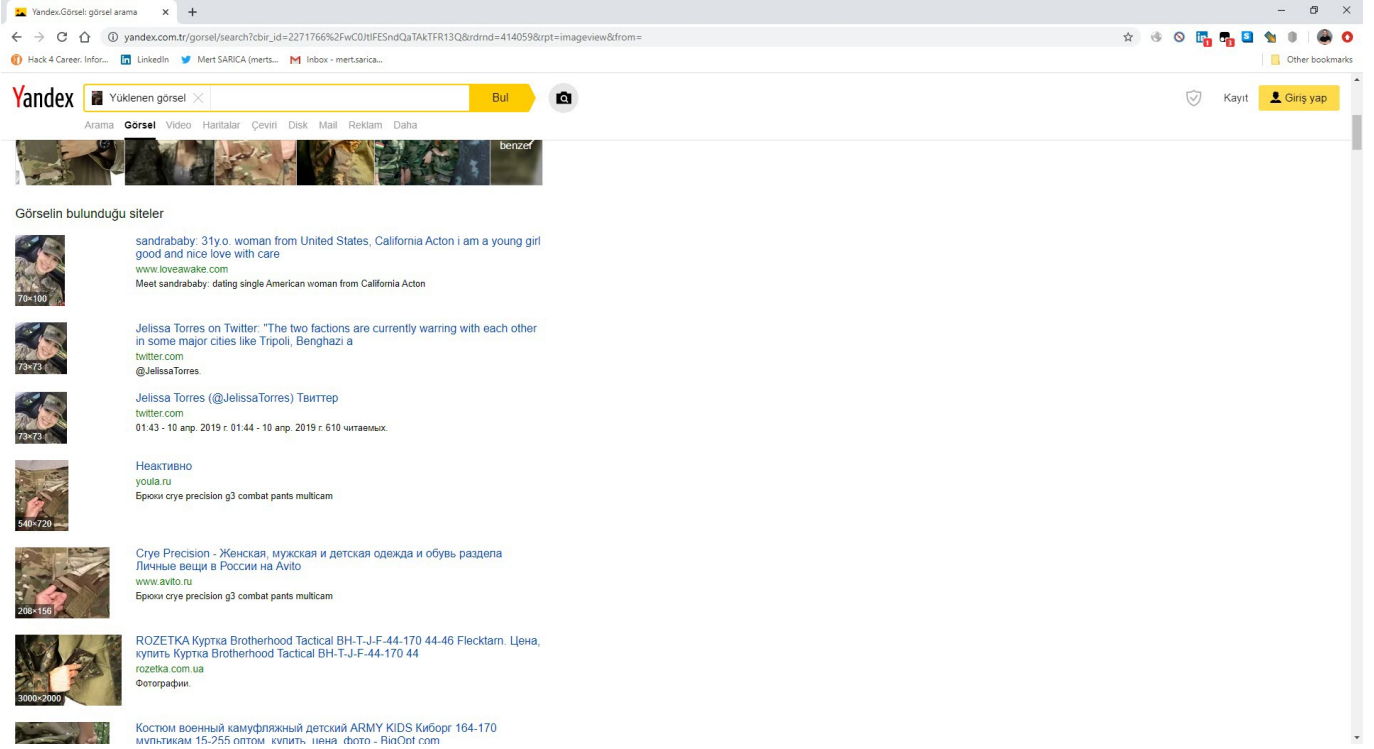 Yandex.Görsel: görsel arama
yandex.com.tr/gorsel/search?cbir_id=2271766%2FwC0JtlFESndQaTAkTFR13Q&rdrnd=414059&rpt=imageview&from=
Hack 4 Career. Infor...
LinkedIn
Mert SARICA (merts...
Inbox - mert.sarica...
Other bookmarks
Yandex
Yüklenen görsel
Bul
Kayıt
Giriş yap
Arama Görsel Video Haritalar Çeviri Disk Mail Reklam Daha
benzer
Görselin bulunduğu siteler
sandrababy: 31y.o. woman from United States, California Acton i am a young girl
good and nice love with care
www.loveawake.com
Meet sandrababy: dating single American woman from California Acton
70×100
Jelissa Torres on Twitter: "The two factions are currently warring with each other
in some major cities like Tripoli, Benghazi a
twitter.com
@JelissaTorres.
73×73
Jelissa Torres (@JelissaTorres) Твиттер
twitter.com
01:43 - 10 апр. 2019 г. 01:44 - 10 апр. 2019 г. 610 читаемых.
73×73
Неактивно
youla.ru
Брюки crye precision g3 combat pants multicam
540×720
Crye Precision - Женская, мужская и детская одежда и обувь раздела
Личные вещи в России на Avito
www.avito.ru
Брюки crye precision g3 combat pants multicam
208×156
ROZETKA Куртка Brotherhood Tactical BH-T-J-F-44-170 44-46 Flecktarn. Цена,
купить Куртка Brotherhood Tactical BH-T-J-F-44-170 44
rozetka.com.ua
Фотографии.
3000×2000
Костюм военный камуфляжный детский ARMY KIDS Киборг 164-170
мультикам 15-255 оптом, купить, цена, фото - BigOpt.com